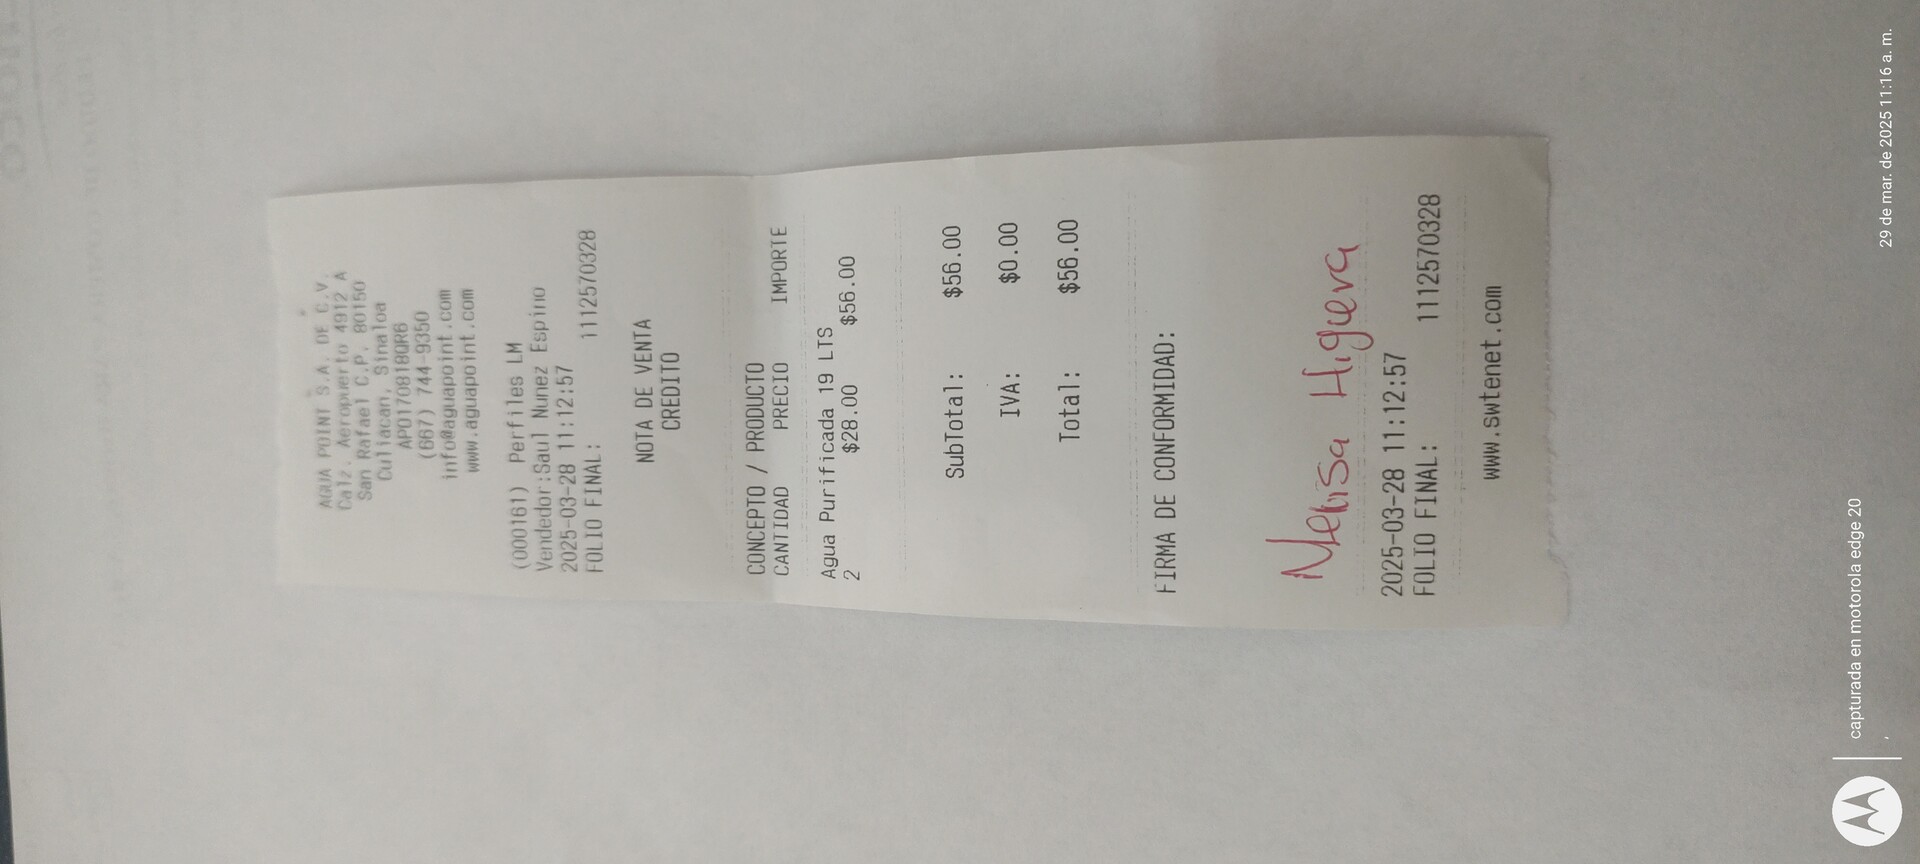 AGUA POINT S.A. DE C.V.
Calz. Aeropuerto 4912 A
San Rafael C.P. 80150
Culiacan, Sinaloa
APO170818QR6
(667) 744-9350
info@aguapoint.com
www.aguapoint.com
(000161) Perfiles LM
Vendedor:Saul Nunez Espino
2025-03-28 11:12:57
FOLIO FINAL: 1112570328
NOTA DE VENTA
CREDITO
CONCEPTO / PRODUCTO
CANTIDAD PRECIO IMPORTE
Agua Purificada 19 LTS
2 $28.00 $56.00
SubTotal: $56.00
IVA: $0.00
Total: $56.00
FIRMA DE CONFORMIDAD:
Higuera
2025-03-28 11:12:57
FOLIO FINAL: 1112570328
www.swtenet.com
capturada en motorola edge 20
29 de mar. de 2025 11:16 a. m.